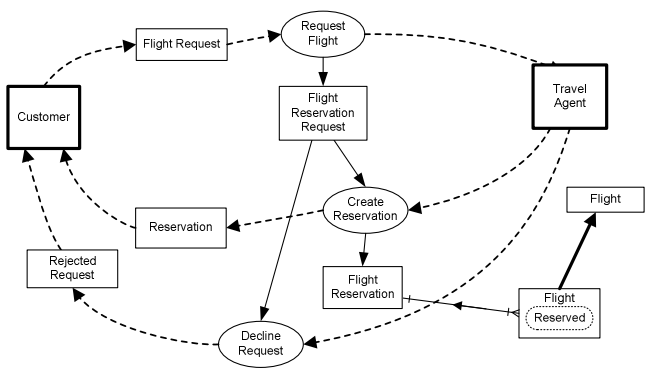 Request
Flight
Flight Request
Travel
Agent
Customer
Flight
Reservation
Request
Flight
Create
Reservation
Reservation
Rejected
Request
Flight
Reservation
Flight
Reserved
Decline
Request